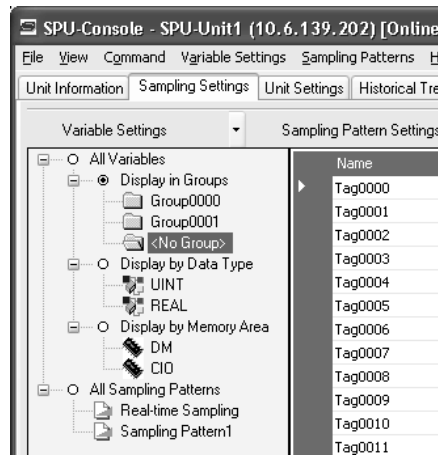 SPU-Console - SPU-Unit1 (10.6.139.202) [Online
File View Command Variable Settings Sampling Patterns H
Unit Information Sampling Settings Unit Settings Historical Tre
Variable Settings Sampling Pattern Settings
All Variables
Display in Groups
Group0000
Group0001
<No Group>
Display by Data Type
UINT
REAL
Display by Memory Area
DM
CIO
All Sampling Patterns
Real-time Sampling
Sampling Pattern1
Name
Tag0000
Tag0001
Tag0002
Tag0003
Tag0004
Tag0005
Tag0006
Tag0007
Tag0008
Tag0009
Tag0010
Tag0011